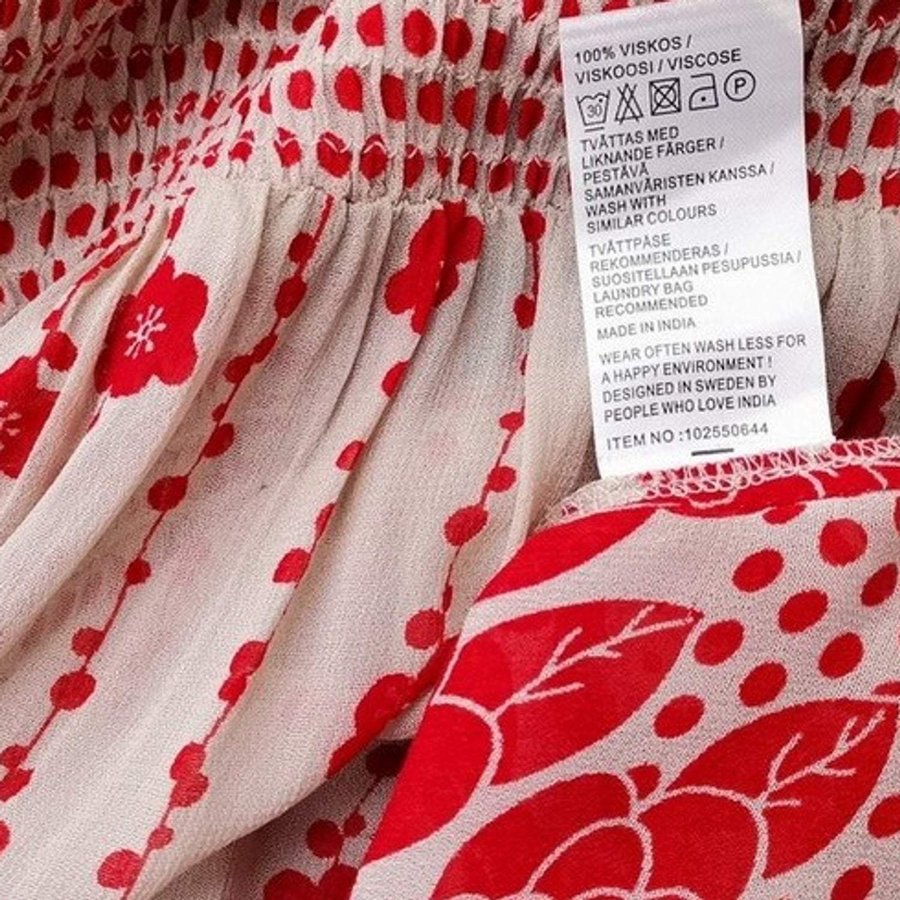 100% VISKOS /
VISKOOSI / VISCOSE
30 P
TVÄTTAS MED
LIKNANDE FÄRGER /
PESTÄVÄ
SAMANVÄRISTEN KANSSA /
WASH WITH
SIMILAR COLOURS
TVÄTTPÅSE
REKOMMENDERAS /
SUOSITELLAAN PESUPUSSIA /
LAUNDRY BAG
RECOMMENDED
MADE IN INDIA
WEAR OFTEN WASH LESS FOR
A HAPPY ENVIRONMENT !
DESIGNED IN SWEDEN BY
PEOPLE WHO LOVE INDIA
ITEM NO :102550644